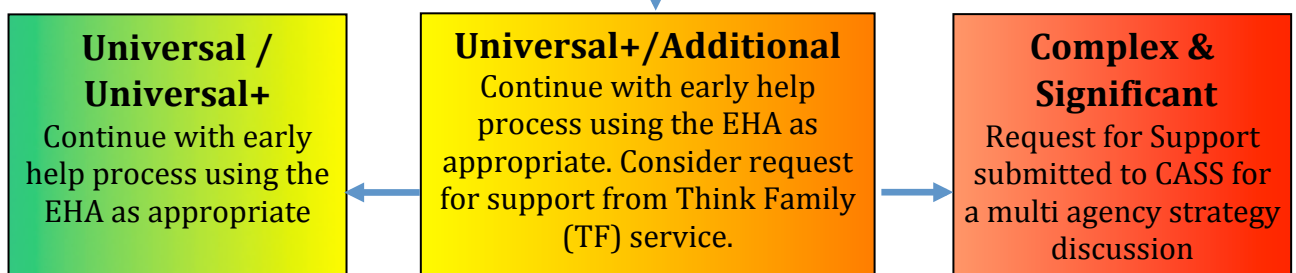 Universal /
Universal+
Continue with early
help process using the
EHA as appropriate
Universal+/Additional
Continue with early help
process using the EHA as
appropriate. Consider request
for support from Think Family
(TF) service.
Complex &
Significant
Request for Support
submitted to CASS for
a multi agency strategy
discussion